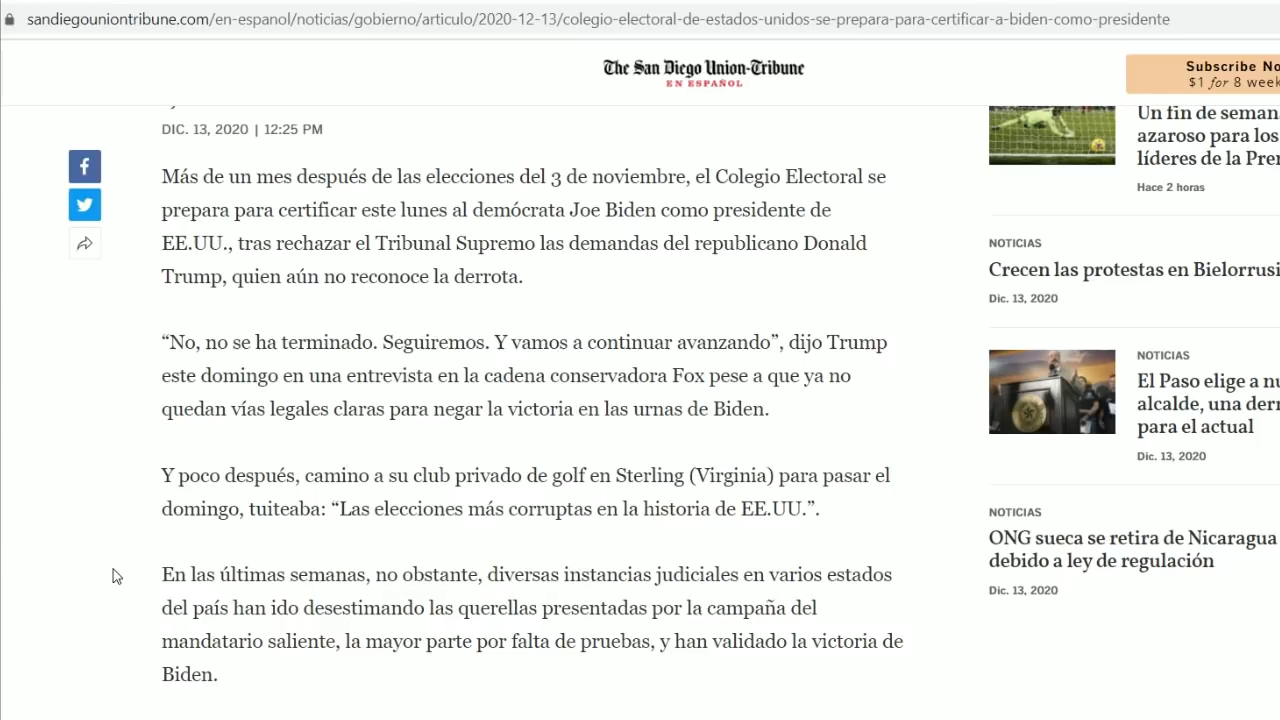 sandiegouniontribune.com/en-espanol/noticias/gobierno/articulo/2020-12-13/colegio-electoral-de-estados-unidos-se-prepara-para-certificar-a-biden-como-presidente
The San Diego Union-Tribune
EN ESPAÑOL
Subscribe No
$1 for 8 week
DIC. 13, 2020 | 12:25 PM
Más de un mes después de las elecciones del 3 de noviembre, el Colegio Electoral se
prepara para certificar este lunes al demócrata Joe Biden como presidente de
EE.UU., tras rechazar el Tribunal Supremo las demandas del republicano Donald
Trump, quien aún no reconoce la derrota.
“No, no se ha terminado. Seguiremos. Y vamos a continuar avanzando”, dijo Trump
este domingo en una entrevista en la cadena conservadora Fox pese a que ya no
quedan vías legales claras para negar la victoria en las urnas de Biden.
Y poco después, camino a su club privado de golf en Sterling (Virginia) para pasar el
domingo, tuiteaba: “Las elecciones más corruptas en la historia de EE.UU.”.
En las últimas semanas, no obstante, diversas instancias judiciales en varios estados
del país han ido desestimando las querellas presentadas por la campaña del
mandatario saliente, la mayor parte por falta de pruebas, y han validado la victoria de
Biden.
Un fin de seman
azaroso para los
líderes de la Pre
Hace 2 horas
NOTICIAS
Crecen las protestas en Bielorrusi
Dic. 13, 2020
NOTICIAS
El Paso elige a nu
alcalde, una derr
para el actual
Dic. 13, 2020
NOTICIAS
ONG sueca se retira de Nicaragua
debido a ley de regulación
Dic. 13, 2020